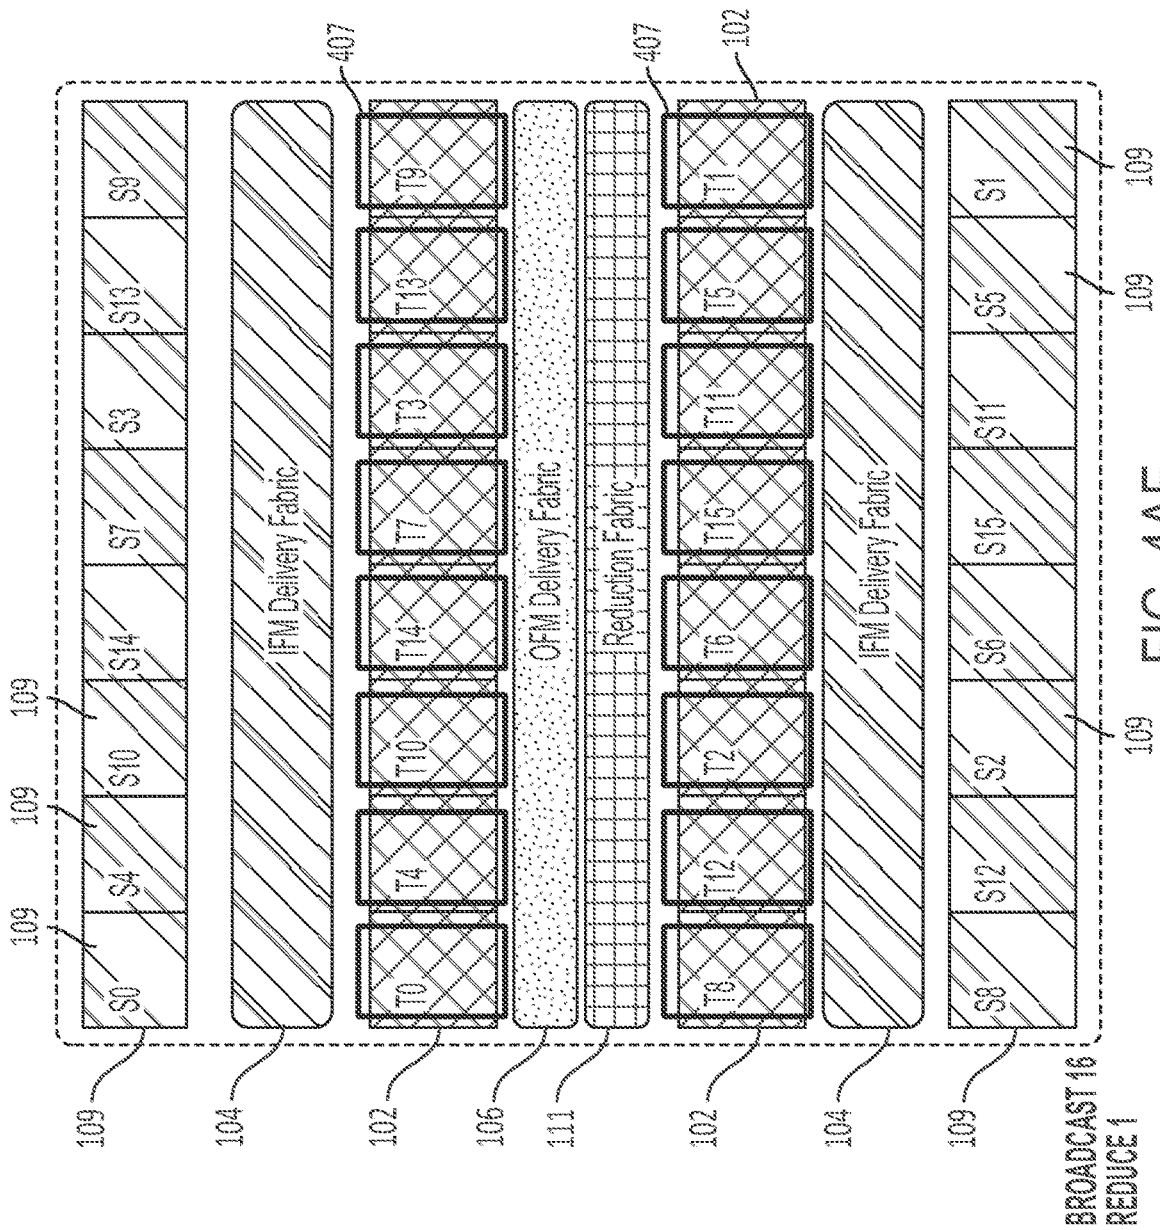 109
109
109
109
S0
S4
S10
S14
S7
S3
S13
S9
104
IFM Delivery Fabric
102
407
T0
T4
T10
T14
T7
T3
T13
T9
106
OFM Delivery Fabric
111
Reduction Fabric
102
407
102
T8
T12
T2
T6
T15
T11
T5
T1
104
IFM Delivery Fabric
109
S8
S12
S2
S6
S15
S11
S5
S1
109
109
109
BROADCAST 16
REDUCE 1
FIG.